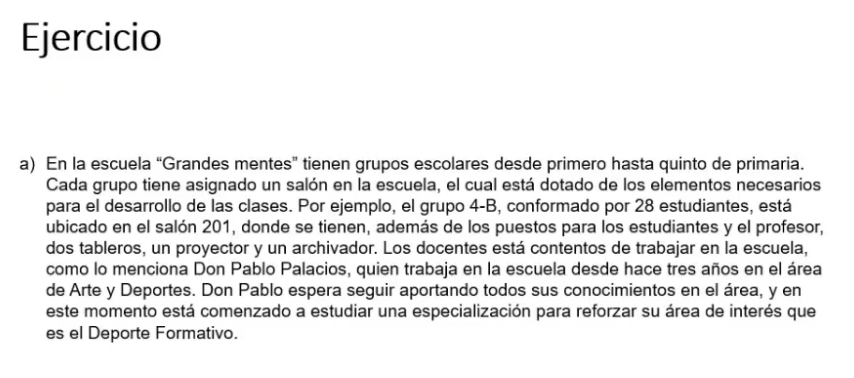 Ejercicio
a) En la escuela “Grandes mentes” tienen grupos escolares desde primero hasta quinto de primaria.
Cada grupo tiene asignado un salón en la escuela, el cual está dotado de los elementos necesarios
para el desarrollo de las clases. Por ejemplo, el grupo 4-B, conformado por 28 estudiantes, está
ubicado en el salón 201, donde se tienen, además de los puestos para los estudiantes y el profesor,
dos tableros, un proyector y un archivador. Los docentes está contentos de trabajar en la escuela,
como lo menciona Don Pablo Palacios, quien trabaja en la escuela desde hace tres años en el área
de Arte y Deportes. Don Pablo espera seguir aportando todos sus conocimientos en el área, y en
este momento está comenzado a estudiar una especialización para reforzar su área de interés que
es el Deporte Formativo.